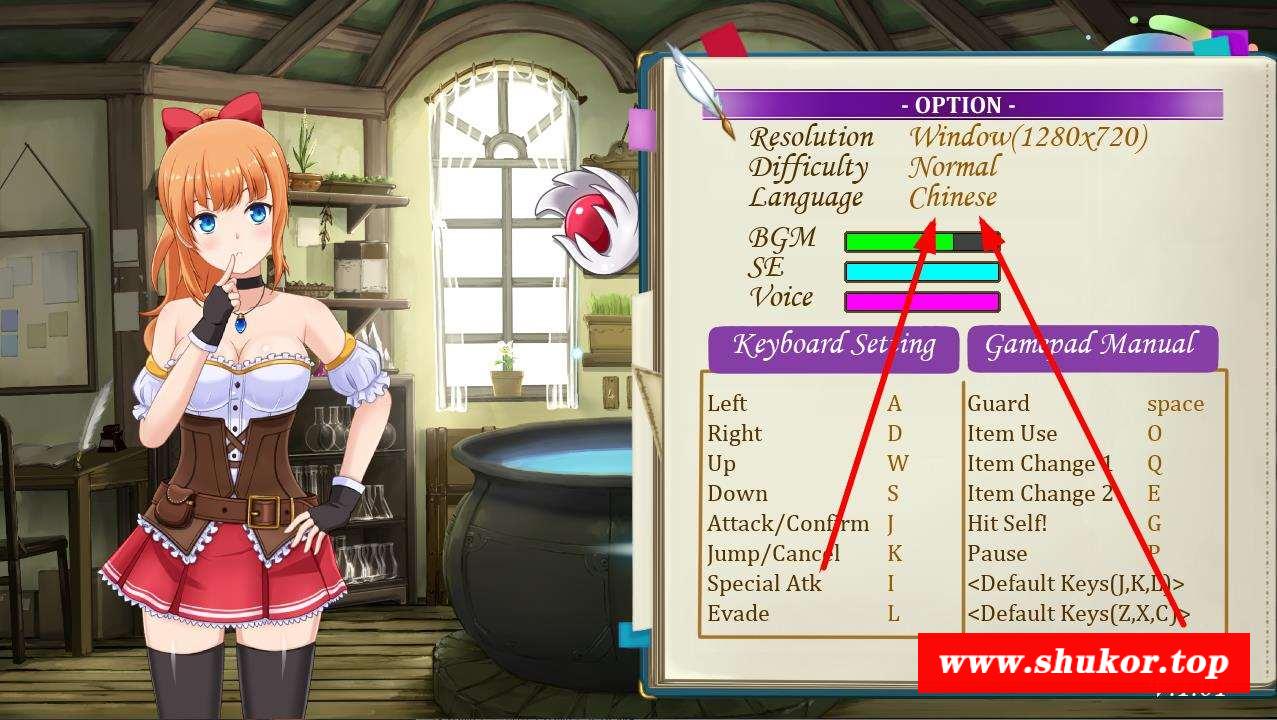 - OPTION -
Resolution Window(1280x720)
Difficulty Normal
Language Chinese
BGM
SE
Voice
Keyboard Setting Gamepad Manual
Left A Guard space
Right D Item Use O
Up W Item Change 1 Q
Down S Item Change 2 E
Attack/Confirm J Hit Self! G
Jump/Cancel K Pause P
Special Atk I <Default Keys(J,K,L)>
Evade L <Default Keys(Z,X,C)>
www.shukor.top